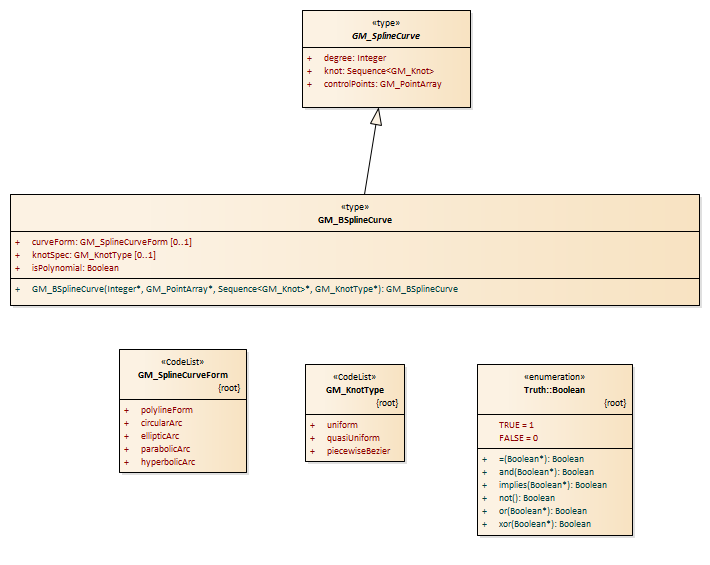 «type»
GM_SplineCurve
+ degree: Integer
+ knot: Sequence<GM_Knot>
+ controlPoints: GM_PointArray
«type»
GM_BSplineCurve
+ curveForm: GM_SplineCurveForm [0..1]
+ knotSpec: GM_KnotType [0..1]
+ isPolynomial: Boolean
+ GM_BSplineCurve(Integer*, GM_PointArray*, Sequence<GM_Knot>*, GM_KnotType*): GM_BSplineCurve
«CodeList»
GM_SplineCurveForm
{root}
+ polylineForm
+ circularArc
+ ellipticArc
+ parabolicArc
+ hyperbolicArc
«CodeList»
GM_KnotType
{root}
+ uniform
+ quasiUniform
+ piecewiseBezier
«enumeration»
Truth::Boolean
{root}
TRUE = 1
FALSE = 0
+ =(Boolean*): Boolean
+ and(Boolean*): Boolean
+ implies(Boolean*): Boolean
+ not(): Boolean
+ or(Boolean*): Boolean
+ xor(Boolean*): Boolean